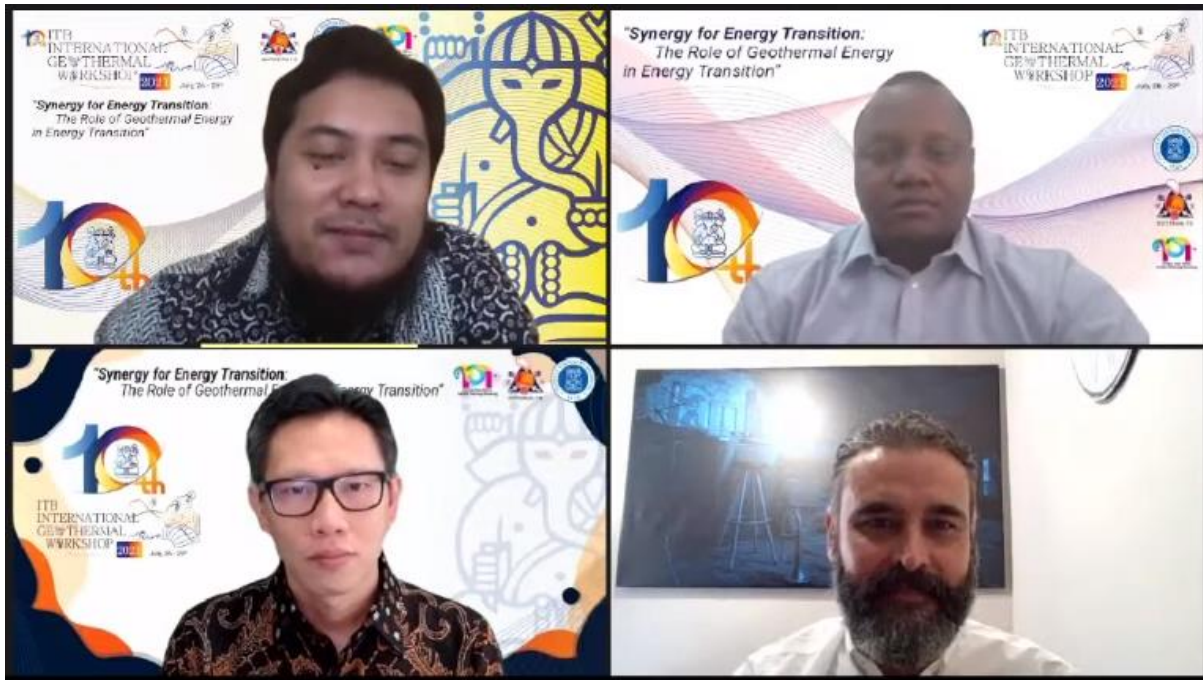 ITB
INTERNATIONAL
GEOTHERMAL
WORKSHOP 2021
"Synergy for Energy Transition:
The Role of Geothermal Energy
in Energy Transition"
10th
"Synergy for Energy Transition:
The Role of Geothermal Energy
in Energy Transition"
ITB
INTERNATIONAL
GEOTHERMAL
WORKSHOP 2021
10th
"Synergy for Energy Transition:
The Role of Geothermal Energy Transition"
10th
ITB
INTERNATIONAL
GEOTHERMAL
WORKSHOP 2021